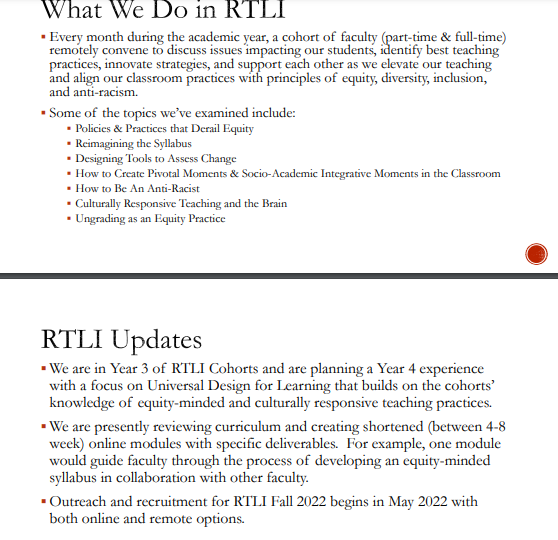 What We Do in RTLI
▪ Every month during the academic year, a cohort of faculty (part-time & full-time)
remotely convene to discuss issues impacting our students, identify best teaching
practices, innovate strategies, and support each other as we elevate our teaching
and align our classroom practices with principles of equity, diversity, inclusion,
and anti-racism.
▪ Some of the topics we've examined include:
▪ Policies & Practices that Derail Equity
▪ Reimagining the Syllabus
▪ Designing Tools to Assess Change
▪ How to Create Pivotal Moments & Socio-Academic Integrative Moments in the Classroom
▪ How to Be An Anti-Racist
▪ Culturally Responsive Teaching and the Brain
▪ Ungrading as an Equity Practice
RTLI Updates
▪ We are in Year 3 of RTLI Cohorts and are planning a Year 4 experience
with a focus on Universal Design for Learning that builds on the cohorts'
knowledge of equity-minded and culturally responsive teaching practices.
▪ We are presently reviewing curriculum and creating shortened (between 4-8
week) online modules with specific deliverables. For example, one module
would guide faculty through the process of developing an equity-minded
syllabus in collaboration with other faculty.
▪ Outreach and recruitment for RTLI Fall 2022 begins in May 2022 with
both online and remote options.